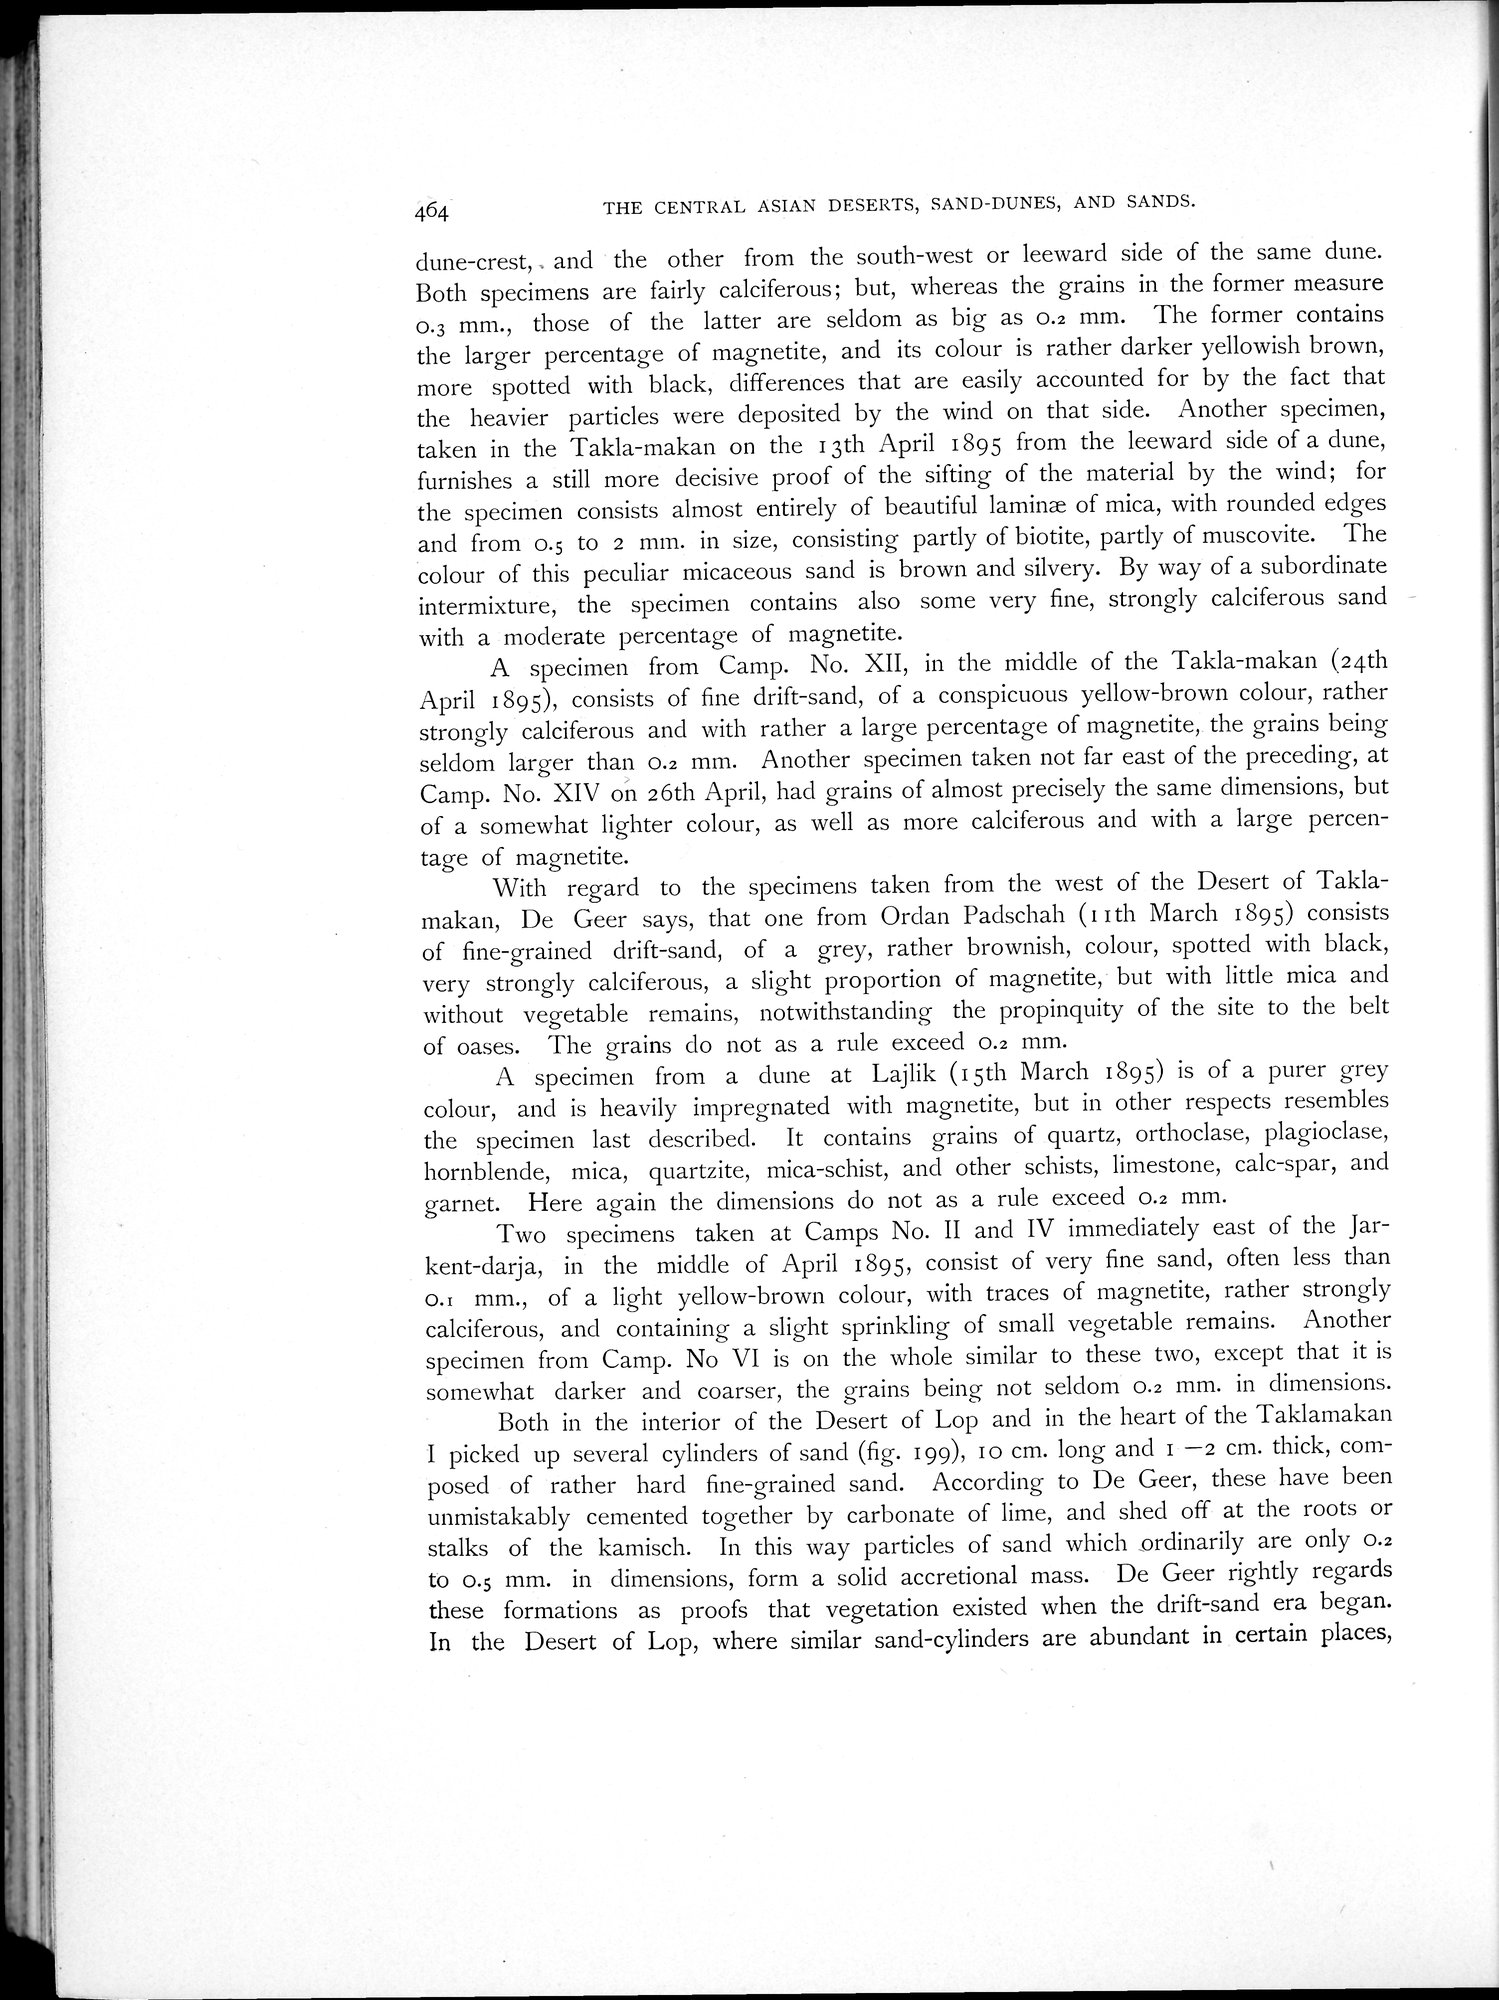 464 THE CENTRAL ASIAN DESERTS, SAND-DUNES, AND SANDS.
dune-crest, and the other from the south-west or leeward side of the same dune.
Both specimens are fairly calciferous; but, whereas the grains in the former measure
0.3 mm., those of the latter are seldom as big as 0.2 mm. The former contains
the larger percentage of magnetite, and its colour is rather darker yellowish brown,
more spotted with black, differences that are easily accounted for by the fact that
the heavier particles were deposited by the wind on that side. Another specimen,
taken in the Takla-makan on the 13th April 1895 from the leeward side of a dune,
furnishes a still more decisive proof of the sifting of the material by the wind; for
the specimen consists almost entirely of beautiful laminæ of mica, with rounded edges
and from 0.5 to 2 mm. in size, consisting partly of biotite, partly of muscovite. The
colour of this peculiar micaceous sand is brown and silvery. By way of a subordinate
intermixture, the specimen contains also some very fine, strongly calciferous sand
with a moderate percentage of magnetite.
A specimen from Camp. No. XII, in the middle of the Takla-makan (24th
April 1895), consists of fine drift-sand, of a conspicuous yellow-brown colour, rather
strongly calciferous and with rather a large percentage of magnetite, the grains being
seldom larger than 0.2 mm. Another specimen taken not far east of the preceding, at
Camp. No. XIV on 26th April, had grains of almost precisely the same dimensions, but
of a somewhat lighter colour, as well as more calciferous and with a large percen-
tage of magnetite.
With regard to the specimens taken from the west of the Desert of Takla-
makan, De Geer says, that one from Ordan Padschah (11th March 1895) consists
of fine-grained drift-sand, of a grey, rather brownish, colour, spotted with black,
very strongly calciferous, a slight proportion of magnetite, but with little mica and
without vegetable remains, notwithstanding the propinquity of the site to the belt
of oases. The grains do not as a rule exceed 0.2 mm.
A specimen from a dune at Lajlik (15th March 1895) is of a purer grey
colour, and is heavily impregnated with magnetite, but in other respects resembles
the specimen last described. It contains grains of quartz, orthoclase, plagioclase,
hornblende, mica, quartzite, mica-schist, and other schists, limestone, calc-spar, and
garnet. Here again the dimensions do not as a rule exceed 0.2 mm.
Two specimens taken at Camps No. II and IV immediately east of the Jar-
kent-darja, in the middle of April 1895, consist of very fine sand, often less than
0.1 mm., of a light yellow-brown colour, with traces of magnetite, rather strongly
calciferous, and containing a slight sprinkling of small vegetable remains. Another
specimen from Camp. No VI is on the whole similar to these two, except that it is
somewhat darker and coarser, the grains being not seldom 0.2 mm. in dimensions.
Both in the interior of the Desert of Lop and in the heart of the Taklamakan
I picked up several cylinders of sand (fig. 199), 10 cm. long and 1 —2 cm. thick, com-
posed of rather hard fine-grained sand. According to De Geer, these have been
unmistakably cemented together by carbonate of lime, and shed off at the roots or
stalks of the kamisch. In this way particles of sand which ordinarily are only 0.2
to 0.5 mm. in dimensions, form a solid accretional mass. De Geer rightly regards
these formations as proofs that vegetation existed when the drift-sand era began.
In the Desert of Lop, where similar sand-cylinders are abundant in certain places,